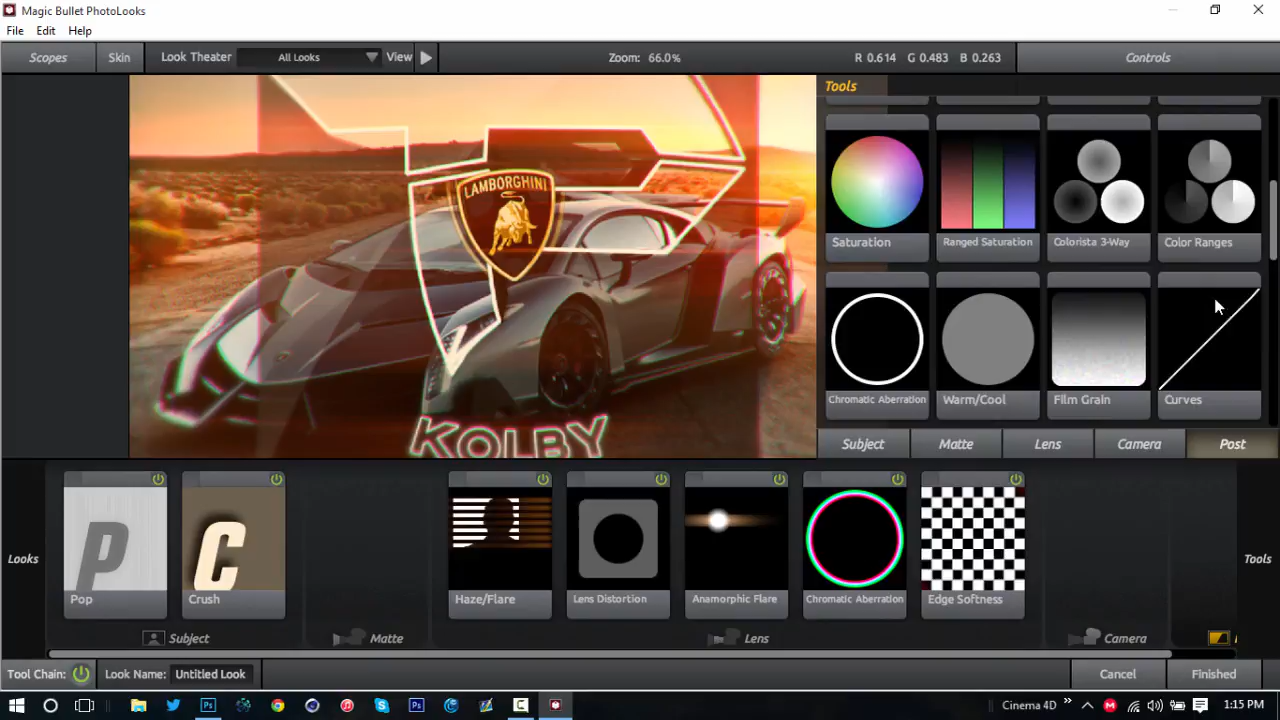 Magic Bullet PhotoLooks
File Edit Help
Scopes Skin Look Theater All Looks View Zoom: 66.0% R 0.614 G 0.483 B 0.263 Controls
Tools
LAMBORGHINI
KOLBY
Saturation Ranged Saturation Colorista 3-Way Color Ranges
Chromatic Aberration Warm/Cool Film Grain Curves
Subject Matte Lens Camera Post
P C
Looks Tools
Pop Crush Haze/Flare Lens Distortion Anamorphic Flare Chromatic Aberration Edge Softness
Subject Matte Lens Camera
Tool Chain: Look Name: Untitled Look Cancel Finished
Ps S Ps C Cinema 4D » 1:15 PM